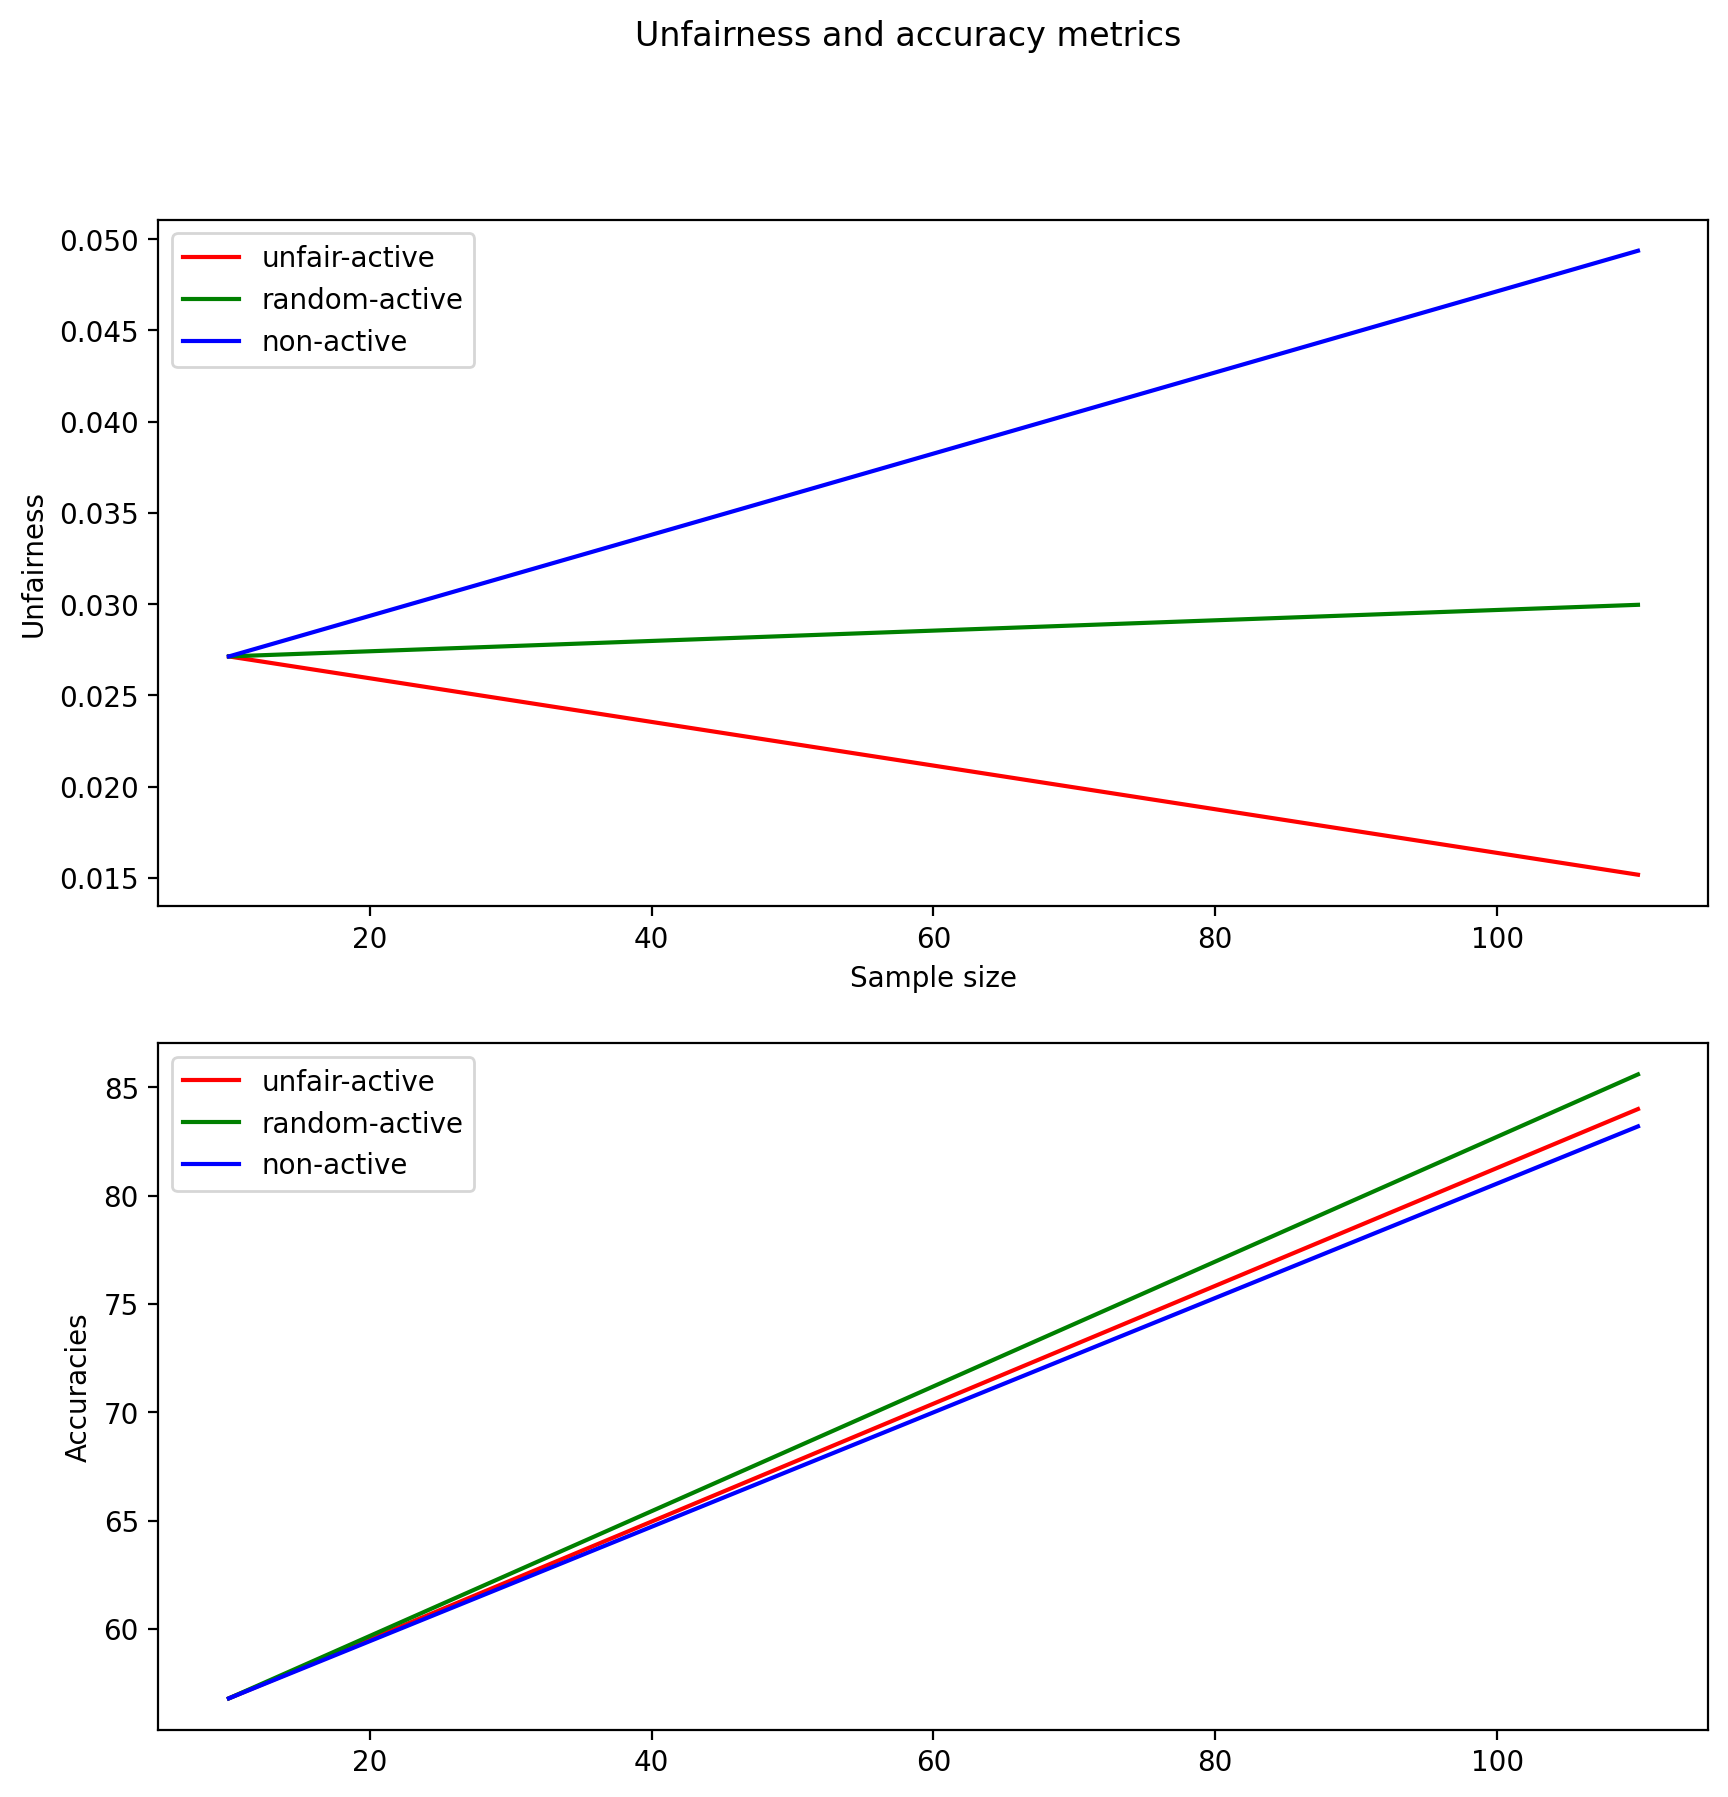 Unfairness and accuracy metrics
0.050
0.045
0.040
0.035
0.030
0.025
0.020
0.015
Unfairness
unfair-active
random-active
non-active
20 40 60 80 100
Sample size
85
80
75
70
65
60
Accuracies
unfair-active
random-active
non-active
20 40 60 80 100